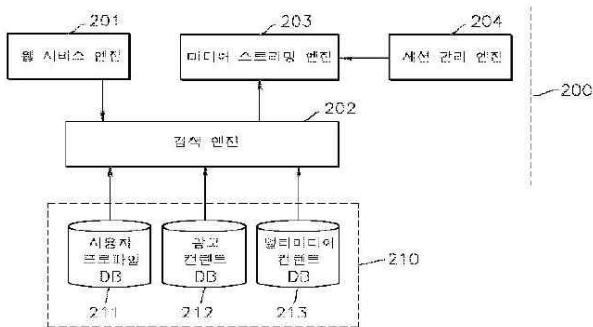 201
203
204
웹 서비스 엔진
미디어 스트리밍 엔진
세션 관리 엔진
200
202
검색 엔진
사용자
프로파일
DB
광고
컨텐트
DB
멀티미디어
컨텐트
DB
210
211
212
213